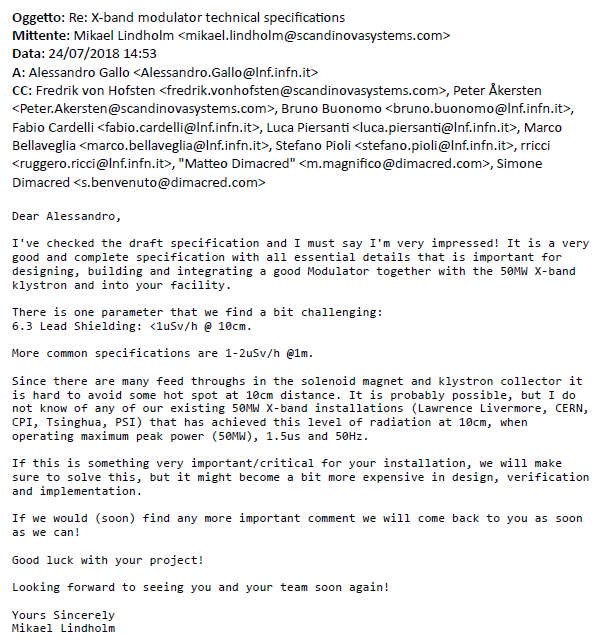 Oggetto: Re: X-band modulator technical specifications
Mittente: Mikael Lindholm <mikael.lindholm@scandinovasystems.com>
Data: 24/07/2018 14:53
A: Alessandro Gallo <Alessandro.Gallo@lnf.infn.it>
CC: Fredrik von Hofsten <fredrik.vonhofsten@scandinovasystems.com>, Peter Åkersten
<Peter.Akersten@scandinovasystems.com>, Bruno Buonomo <bruno.buonomo@lnf.infn.it>,
Fabio Cardelli <fabio.cardelli@lnf.infn.it>, Luca Piersanti <luca.piersanti@lnf.infn.it>, Marco
Bellaveglia <marco.bellaveglia@lnf.infn.it>, Stefano Pioli <stefano.pioli@lnf.infn.it>, rricci
<ruggero.ricci@lnf.infn.it>, "Matteo Dimacred" <m.magnifico@dimacred.com>, Simone
Dimacred <s.benvenuto@dimacred.com>
Dear Alessandro,
I've checked the draft specification and I must say I'm very impressed! It is a very
good and complete specification with all essential details that is important for
designing, building and integrating a good Modulator together with the 50MW X-band
klystron and into your facility.
There is one parameter that we find a bit challenging:
6.3 Lead Shielding: <1uSv/h @ 10cm.
More common specifications are 1-2uSv/h @1m.
Since there are many feed throughs in the solenoid magnet and klystron collector it
is hard to avoid some hot spot at 10cm distance. It is probably possible, but I do
not know of any of our existing 50MW X-band installations (Lawrence Livermore, CERN,
CPI, Tsinghua, PSI) that has achieved this level of radiation at 10cm, when
operating maximum peak power (50MW), 1.5us and 50Hz.
If this is something very important/critical for your installation, we will make
sure to solve this, but it might become a bit more expensive in design, verification
and implementation.
If we would (soon) find any more important comment we will come back to you as soon
as we can!
Good luck with your project!
Looking forward to seeing you and your team soon again!
Yours Sincerely
Mikael Lindholm